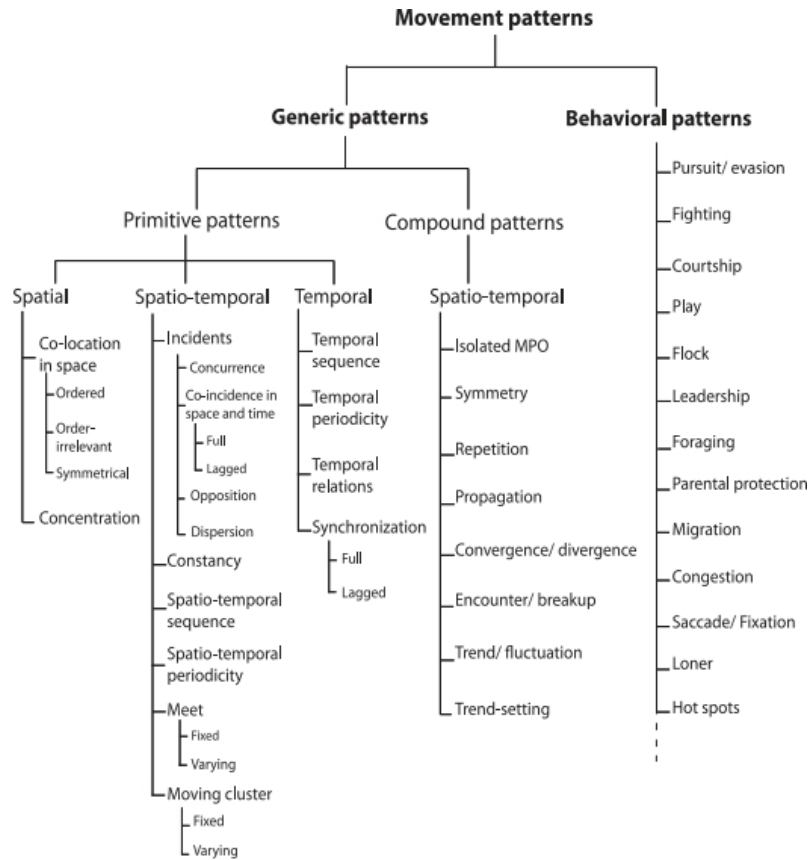 Movement patterns
Generic patterns
Behavioral patterns
Primitive patterns
Compound patterns
Spatial
Co-location
in space
Ordered
Order-
irrelevant
Symmetrical
Concentration
Spatio-temporal
Incidents
Concurrence
Co-incidence in
space and time
Full
Lagged
Opposition
Dispersion
Constancy
Spatio-temporal
sequence
Spatio-temporal
periodicity
Meet
Fixed
Varying
Moving cluster
Fixed
Varying
Temporal
Temporal
sequence
Temporal
periodicity
Temporal
relations
Synchronization
Full
Lagged
Spatio-temporal
Isolated MPO
Symmetry
Repetition
Propagation
Convergence/ divergence
Encounter/ breakup
Trend/ fluctuation
Trend-setting
Pursuit/ evasion
Fighting
Courtship
Play
Flock
Leadership
Foraging
Parental protection
Migration
Congestion
Saccade/ Fixation
Loner
Hot spots